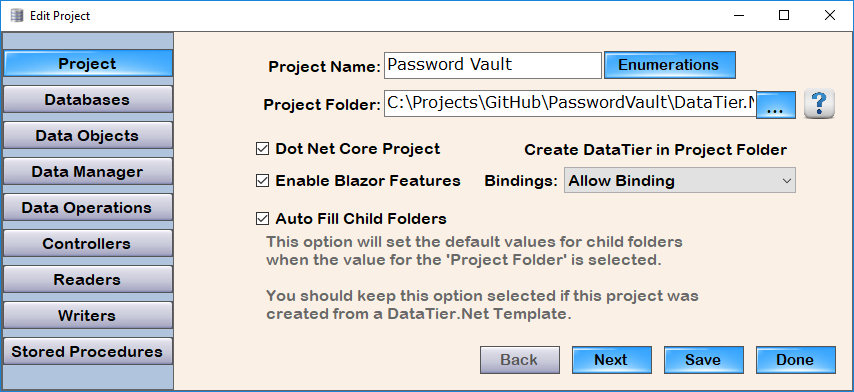 Edit Project
Project
Databases
Data Objects
Data Manager
Data Operations
Controllers
Readers
Writers
Stored Procedures
Project Name: Password Vault Enumerations
Project Folder: C:\Projects\GitHub\PasswordVault\DataTier.N ... ?
Dot Net Core Project Create DataTier in Project Folder
Enable Blazor Features Bindings: Allow Binding
Auto Fill Child Folders
This option will set the default values for child folders
when the value for the 'Project Folder' is selected.
You should keep this option selected if this project was
created from a DataTier.Net Template.
Back Next Save Done